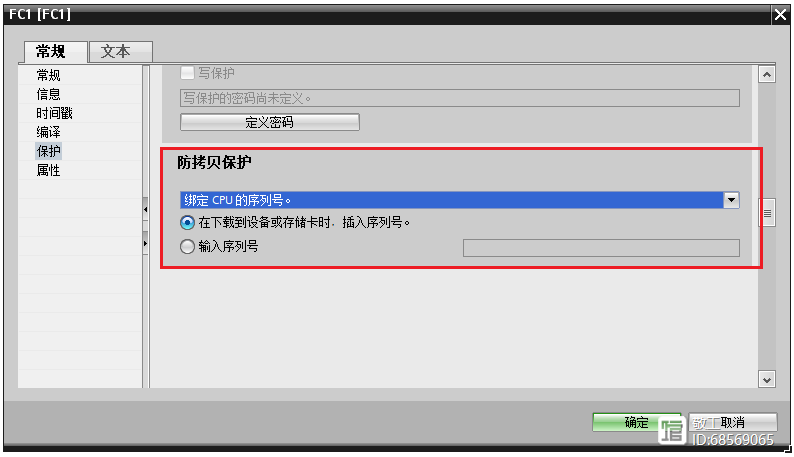 FC1 [FC1]
常规
文本
常规
信息
时间戳
编译
保护
属性
写保护
写保护的密码尚未定义。
定义密码
防拷贝保护
绑定 CPU 的序列号。
在下载到设备或存储卡时，插入序列号。
输入序列号
确定
取消
敬工
ID:68569065